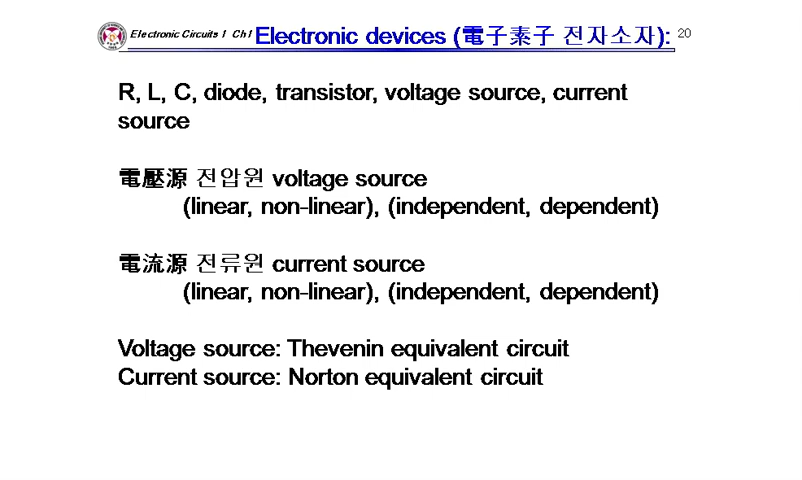 Electronic Circuits 1 Ch1 Electronic devices (電子素子 전자소자): 20
R, L, C, diode, transistor, voltage source, current
source
電壓源 전압원 voltage source
(linear, non-linear), (independent, dependent)
電流源 전류원 current source
(linear, non-linear), (independent, dependent)
Voltage source: Thevenin equivalent circuit
Current source: Norton equivalent circuit